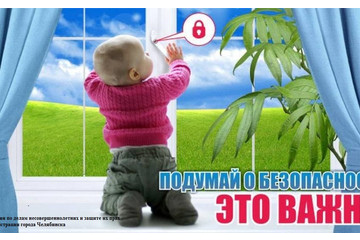 ПОДУМАЙ О БЕЗОПАСНОС
ЭТО ВАЖН
по делам несовершеннолетних и защите их прав
города Челябинска